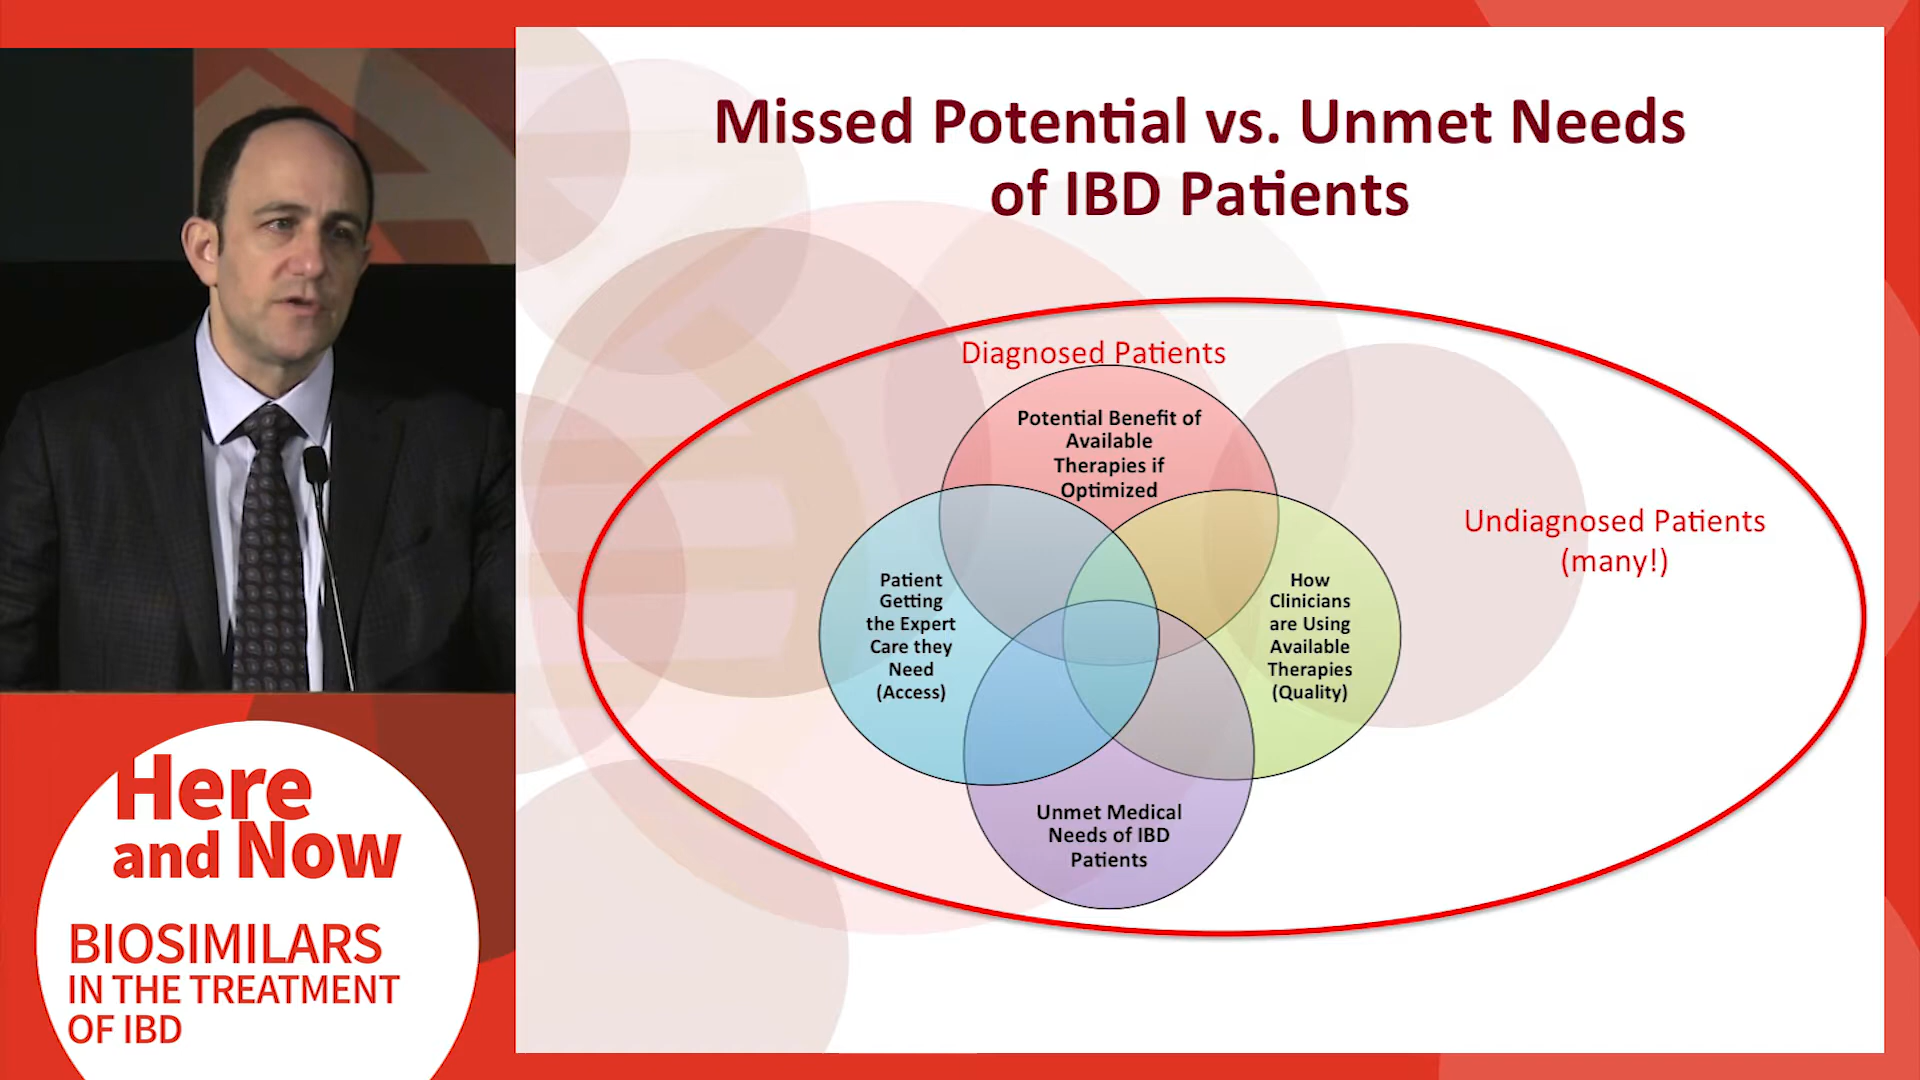 Missed Potential vs. Unmet Needs
of IBD Patients
Diagnosed Patients
Potential Benefit of
Available
Therapies if
Optimized
Patient
Getting
the Expert
Care they
Need
(Access)
How
Clinicians
are Using
Available
Therapies
(Quality)
Unmet Medical
Needs of IBD
Patients
Undiagnosed Patients
(many!)
Here
and Now
BIOSIMILARS
IN THE TREATMENT
OF IBD